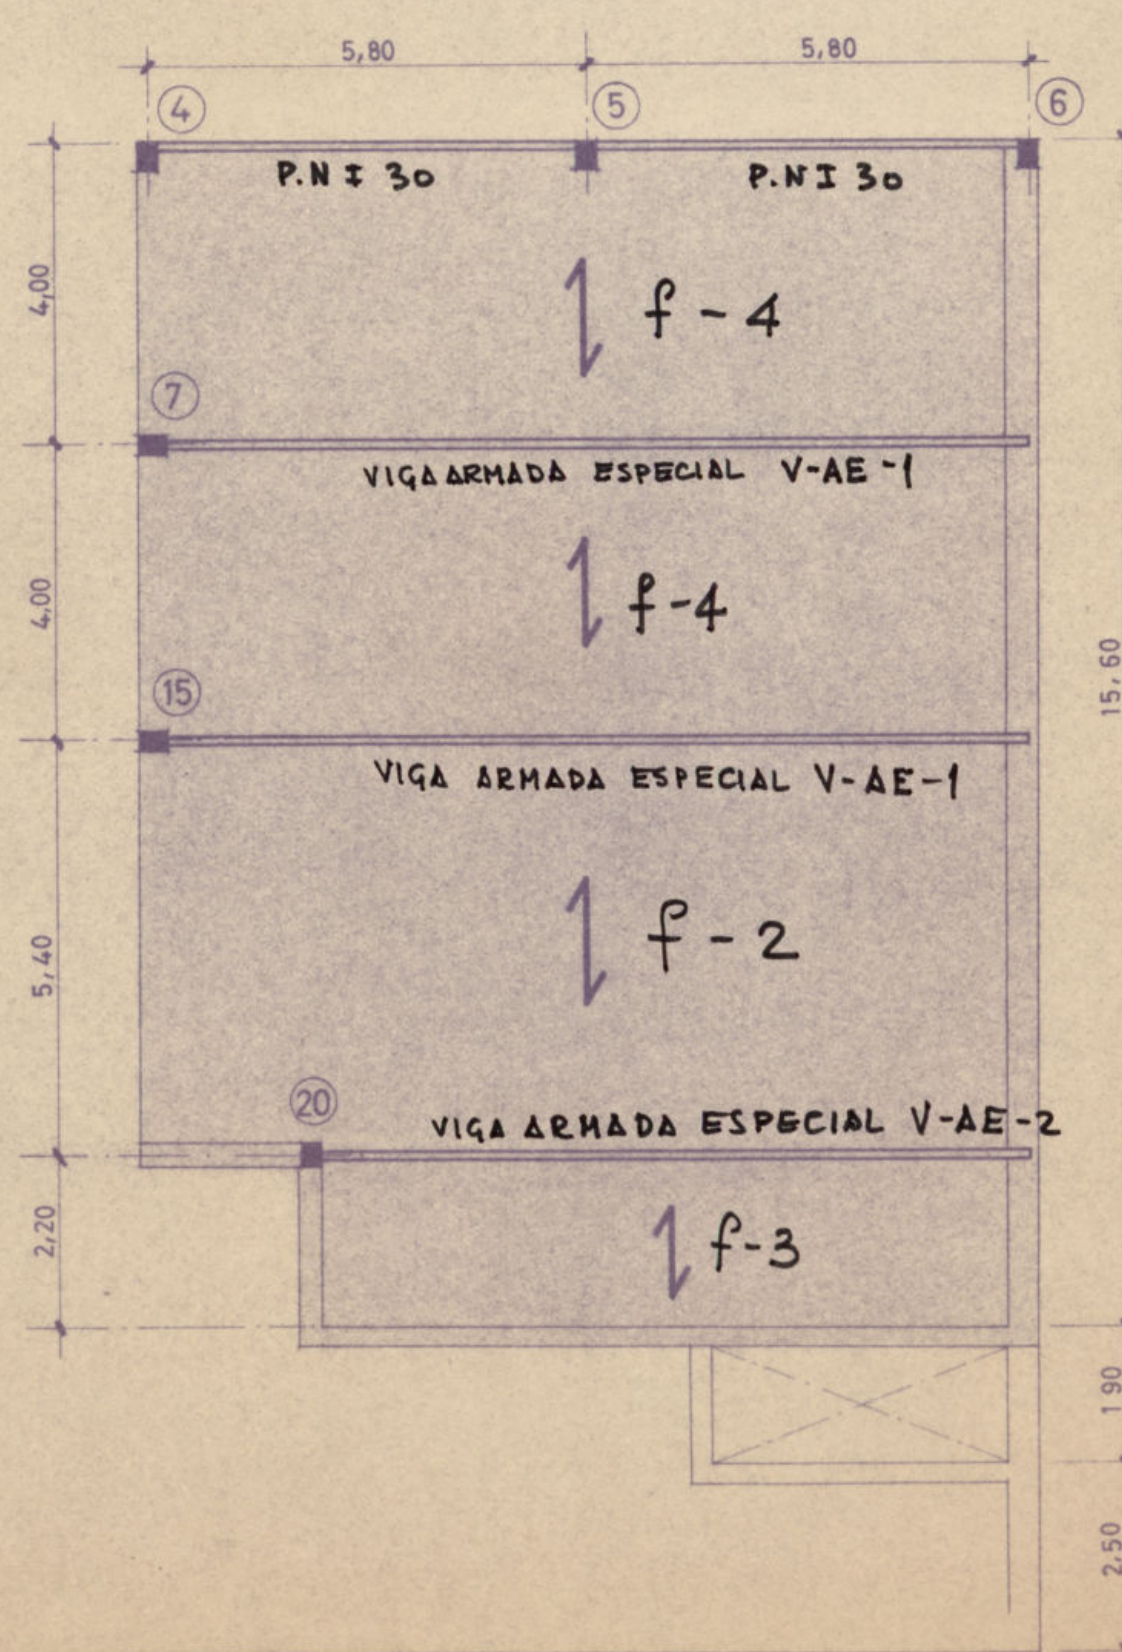 5,80 5,80
4 5 6
P.N I 30 P.N I 30
4,00
f - 4
7
VIGA ARMADA ESPECIAL V-AE-1
4,00
f-4
15,60
15
VIGA ARMADA ESPECIAL V-AE-1
5,40
f - 2
20
VIGA ARMADA ESPECIAL V-AE-2
2,20
f-3
1 90
2,50